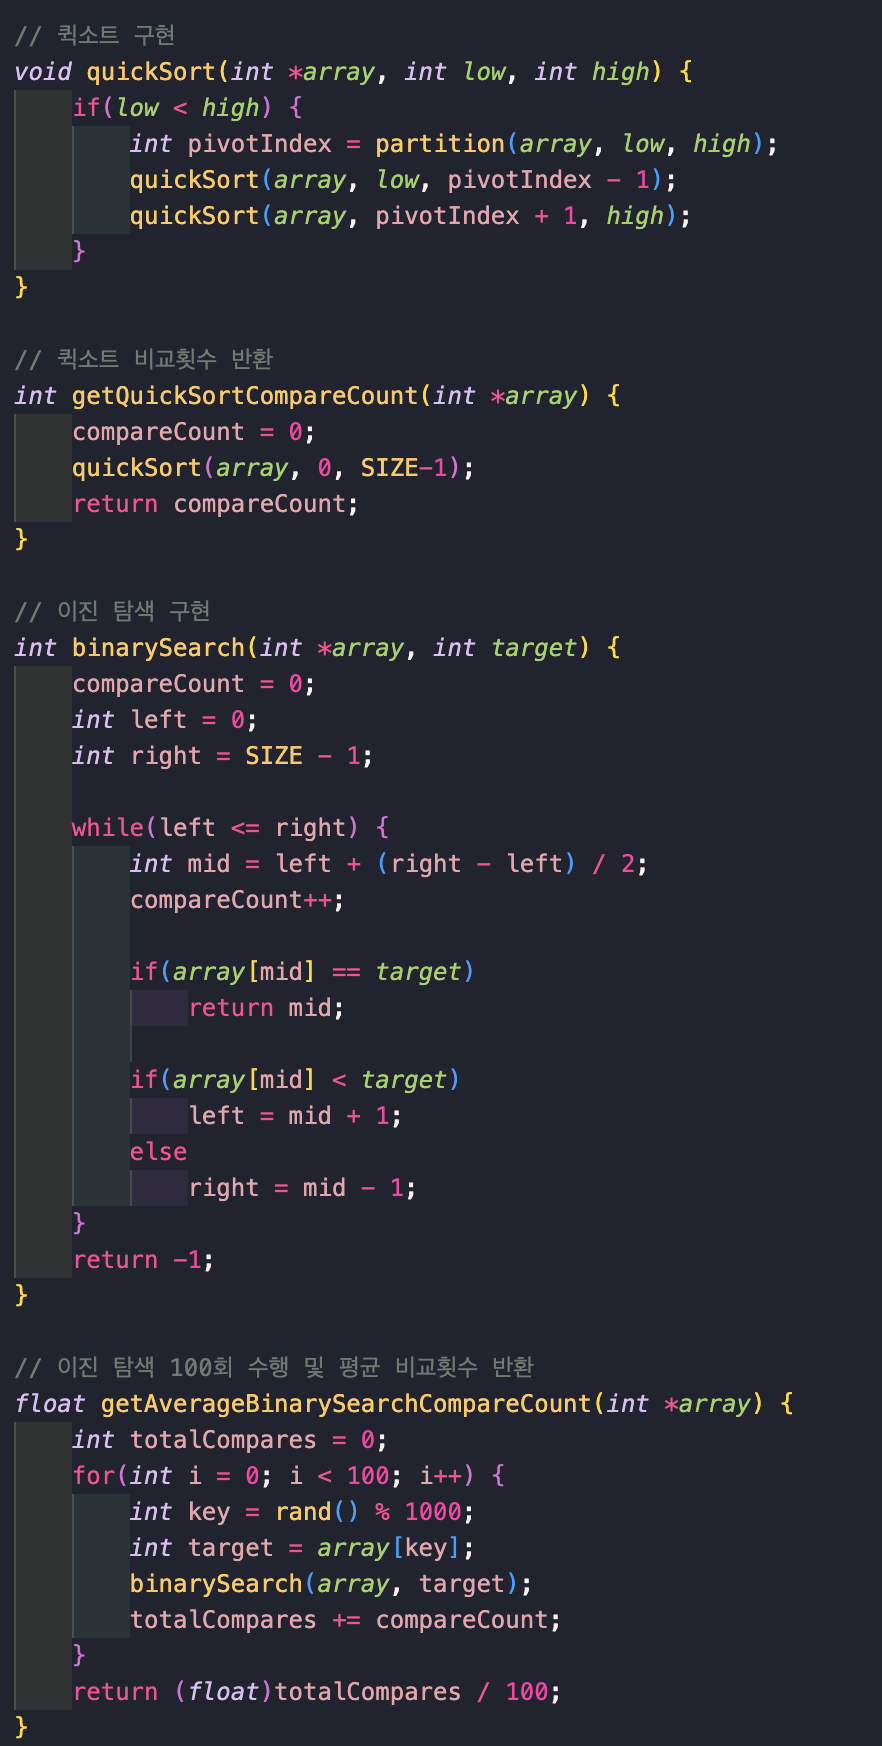 // 퀵소트 구현
void quickSort(int *array, int low, int high) {
    if(low < high) {
        int pivotIndex = partition(array, low, high);
        quickSort(array, low, pivotIndex - 1);
        quickSort(array, pivotIndex + 1, high);
    }
}

// 퀵소트 비교횟수 반환
int getQuickSortCompareCount(int *array) {
    compareCount = 0;
    quickSort(array, 0, SIZE-1);
    return compareCount;
}

// 이진 탐색 구현
int binarySearch(int *array, int target) {
    compareCount = 0;
    int left = 0;
    int right = SIZE - 1;

    while(left <= right) {
        int mid = left + (right - left) / 2;
        compareCount++;

        if(array[mid] == target)
            return mid;

        if(array[mid] < target)
            left = mid + 1;
        else
            right = mid - 1;
    }
    return -1;
}

// 이진 탐색 100회 수행 및 평균 비교횟수 반환
float getAverageBinarySearchCompareCount(int *array) {
    int totalCompares = 0;
    for(int i = 0; i < 100; i++) {
        int key = rand() % 1000;
        int target = array[key];
        binarySearch(array, target);
        totalCompares += compareCount;
    }
    return (float)totalCompares / 100;
}